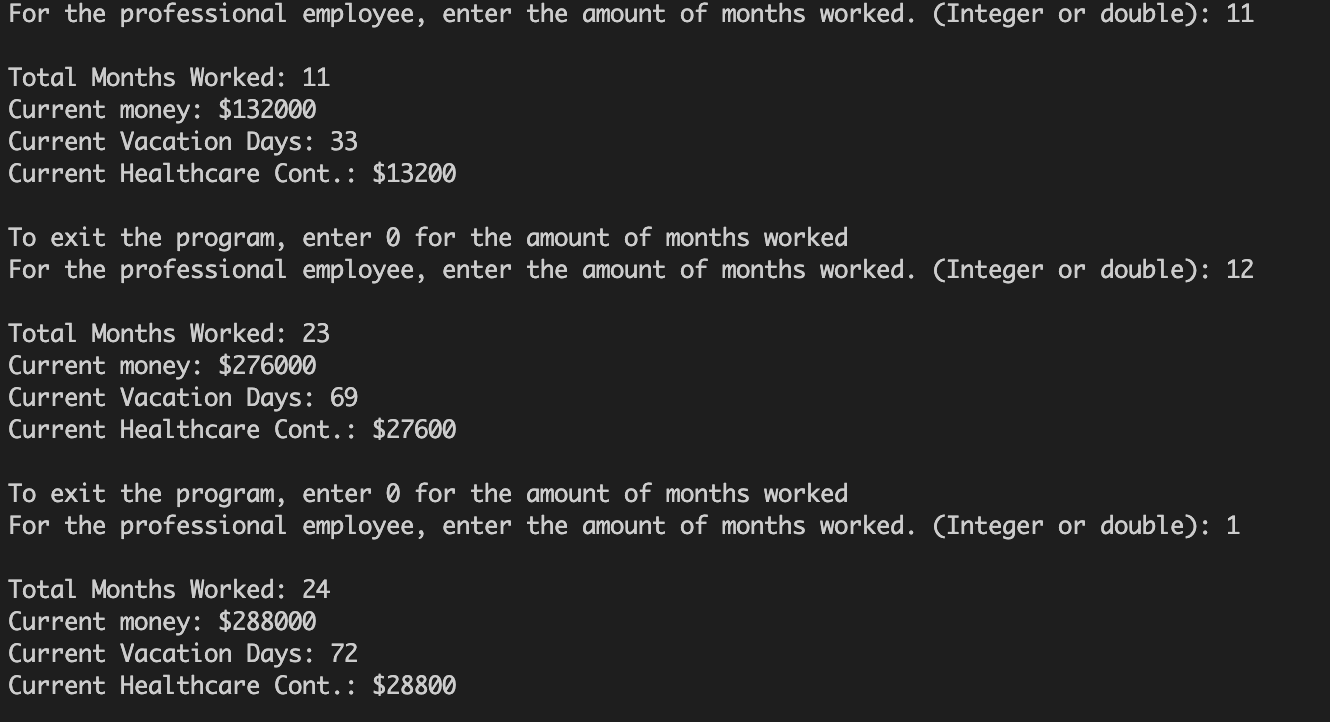 For the professional employee, enter the amount of months worked. (Integer or double): 11
Total Months Worked: 11
Current money: $132000
Current Vacation Days: 33
Current Healthcare Cont.: $13200
To exit the program, enter 0 for the amount of months worked
For the professional employee, enter the amount of months worked. (Integer or double): 12
Total Months Worked: 23
Current money: $276000
Current Vacation Days: 69
Current Healthcare Cont.: $27600
To exit the program, enter 0 for the amount of months worked
For the professional employee, enter the amount of months worked. (Integer or double): 1
Total Months Worked: 24
Current money: $288000
Current Vacation Days: 72
Current Healthcare Cont.: $28800